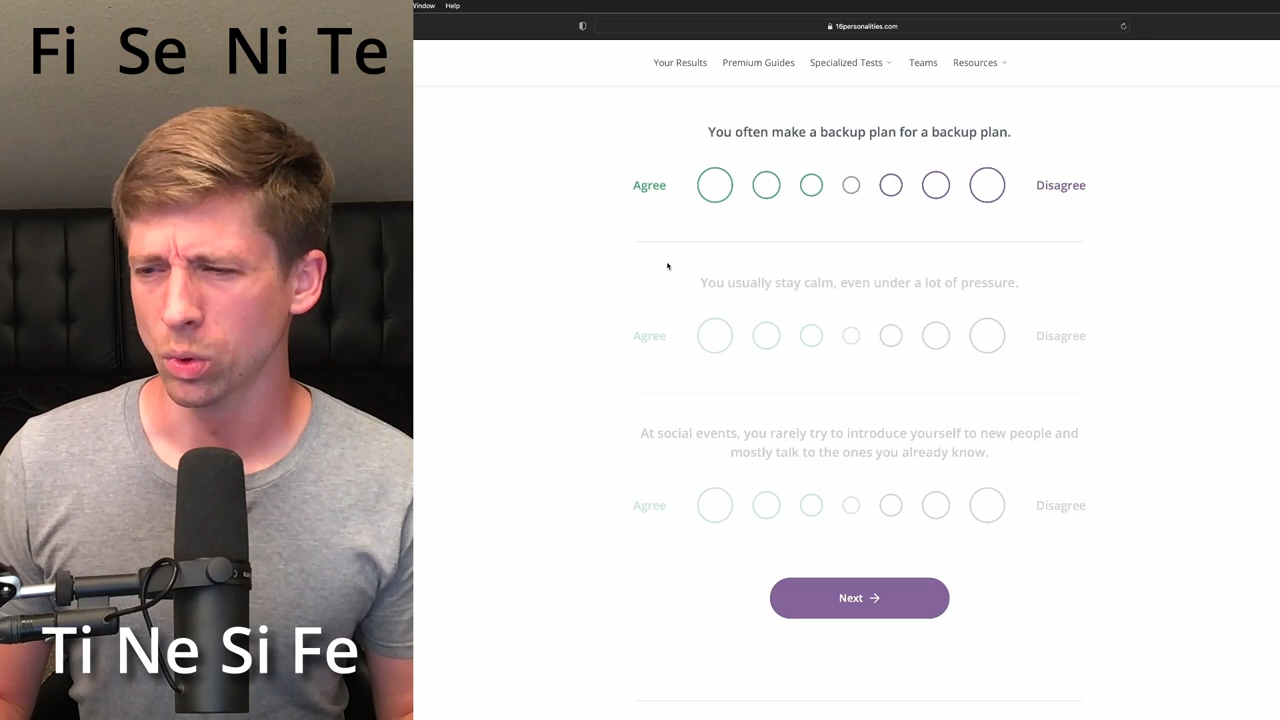 Fi Se Ni Te
Ti Ne Si Fe
Window Help
16personalities.com
Your Results Premium Guides Specialized Tests Teams Resources
You often make a backup plan for a backup plan.
Agree Disagree
You usually stay calm, even under a lot of pressure.
Agree Disagree
At social events, you rarely try to introduce yourself to new people and
mostly talk to the ones you already know.
Agree Disagree
Next